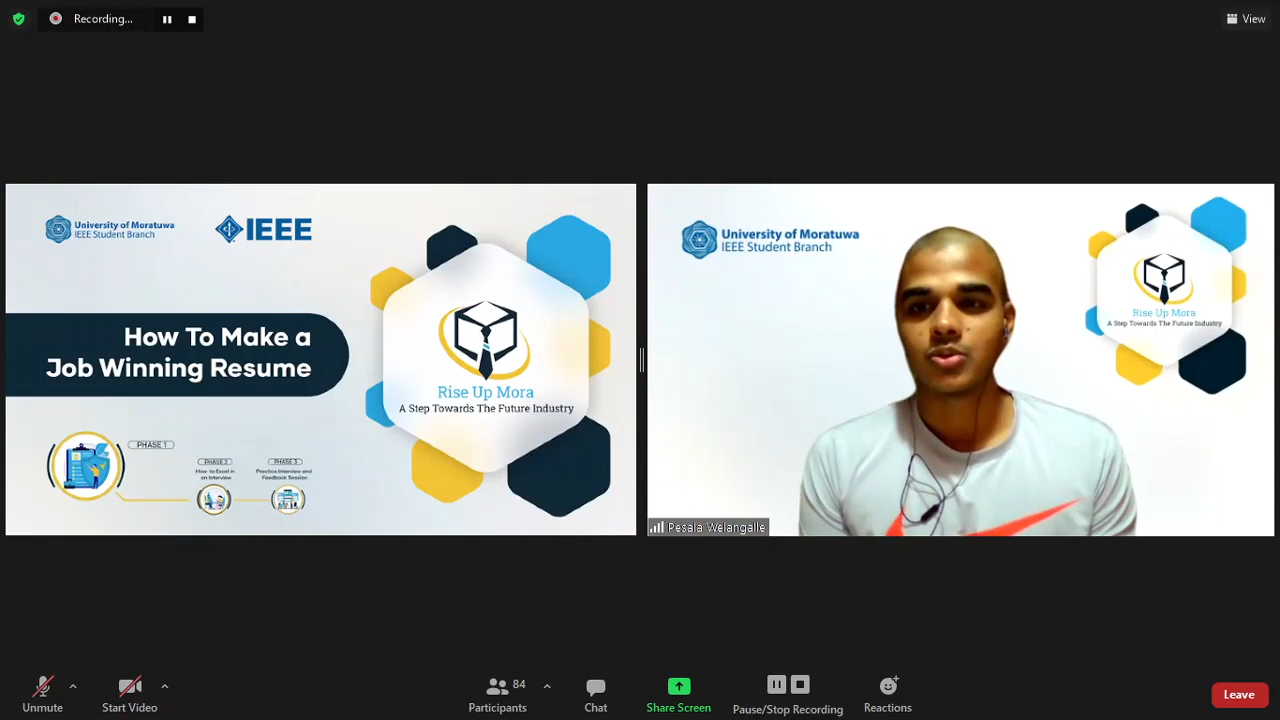 Recording...
View
University of Moratuwa
IEEE Student Branch
IEEE
How To Make a
Job Winning Resume
Rise Up Mora
A Step Towards The Future Industry
PHASE 1
PHASE 2
How to Excel in
an Interview
PHASE 3
Practice Interview and
Feedback Session
University of Moratuwa
IEEE Student Branch
Rise Up Mora
A Step Towards The Future Industry
Pesala Welangalle
Unmute
Start Video
84
Participants
Chat
Share Screen
Pause/Stop Recording
Reactions
Leave